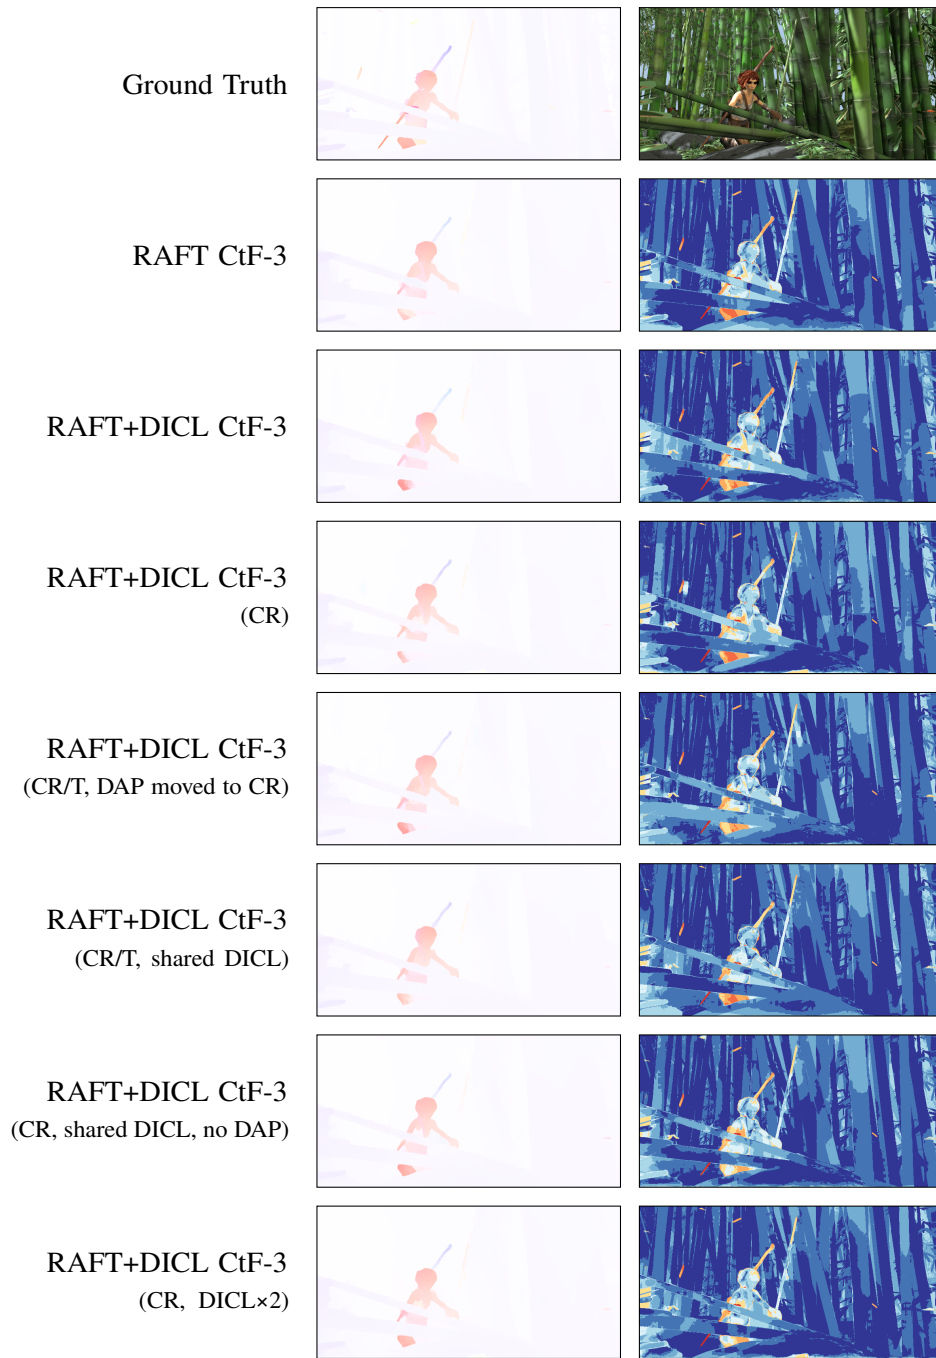 Ground Truth
RAFT CtF-3
RAFT+DICL CtF-3
RAFT+DICL CtF-3
(CR)
RAFT+DICL CtF-3
(CR/T, DAP moved to CR)
RAFT+DICL CtF-3
(CR/T, shared DICL)
RAFT+DICL CtF-3
(CR, shared DICL, no DAP)
RAFT+DICL CtF-3
(CR, DICL×2)